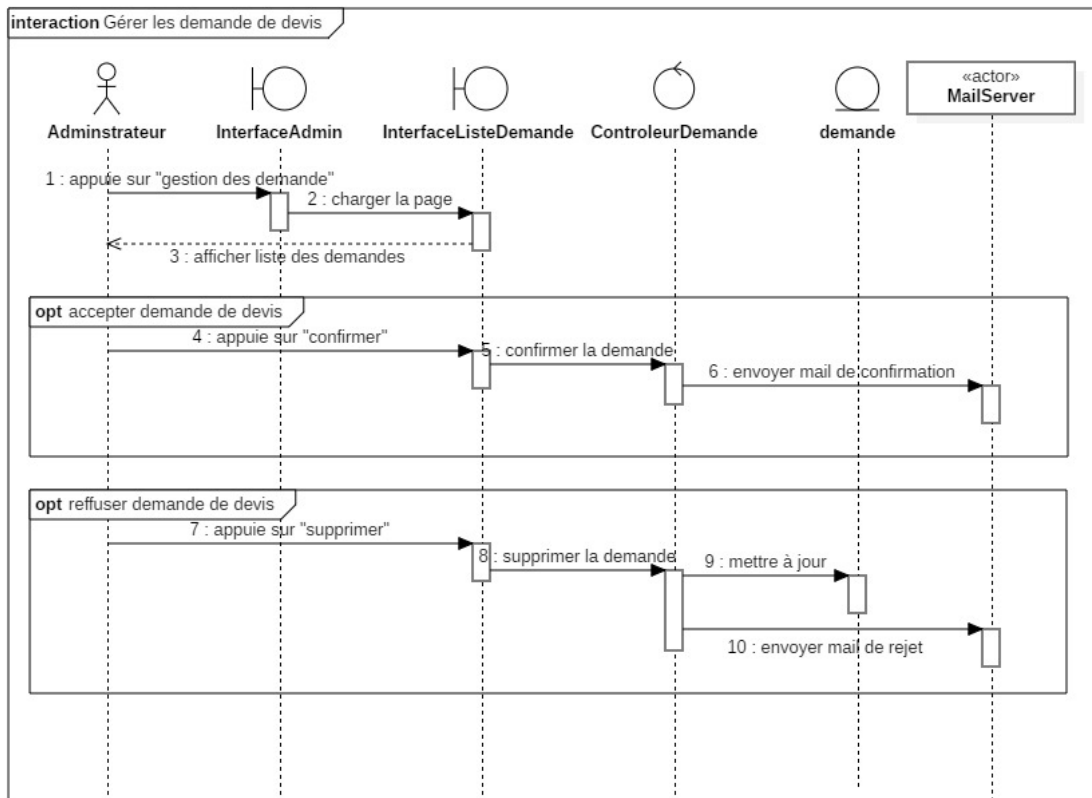 interaction Gérer les demande de devis
«actor»
MailServer
Adminstrateur
InterfaceAdmin
InterfaceListeDemande
ControleurDemande
demande
1 : appuie sur "gestion des demande"
2 : charger la page
3 : afficher liste des demandes
opt accepter demande de devis
4 : appuie sur "confirmer"
5 : confirmer la demande
6 : envoyer mail de confirmation
opt reffuser demande de devis
7 : appuie sur "supprimer"
8 : supprimer la demande
9 : mettre à jour
10 : envoyer mail de rejet